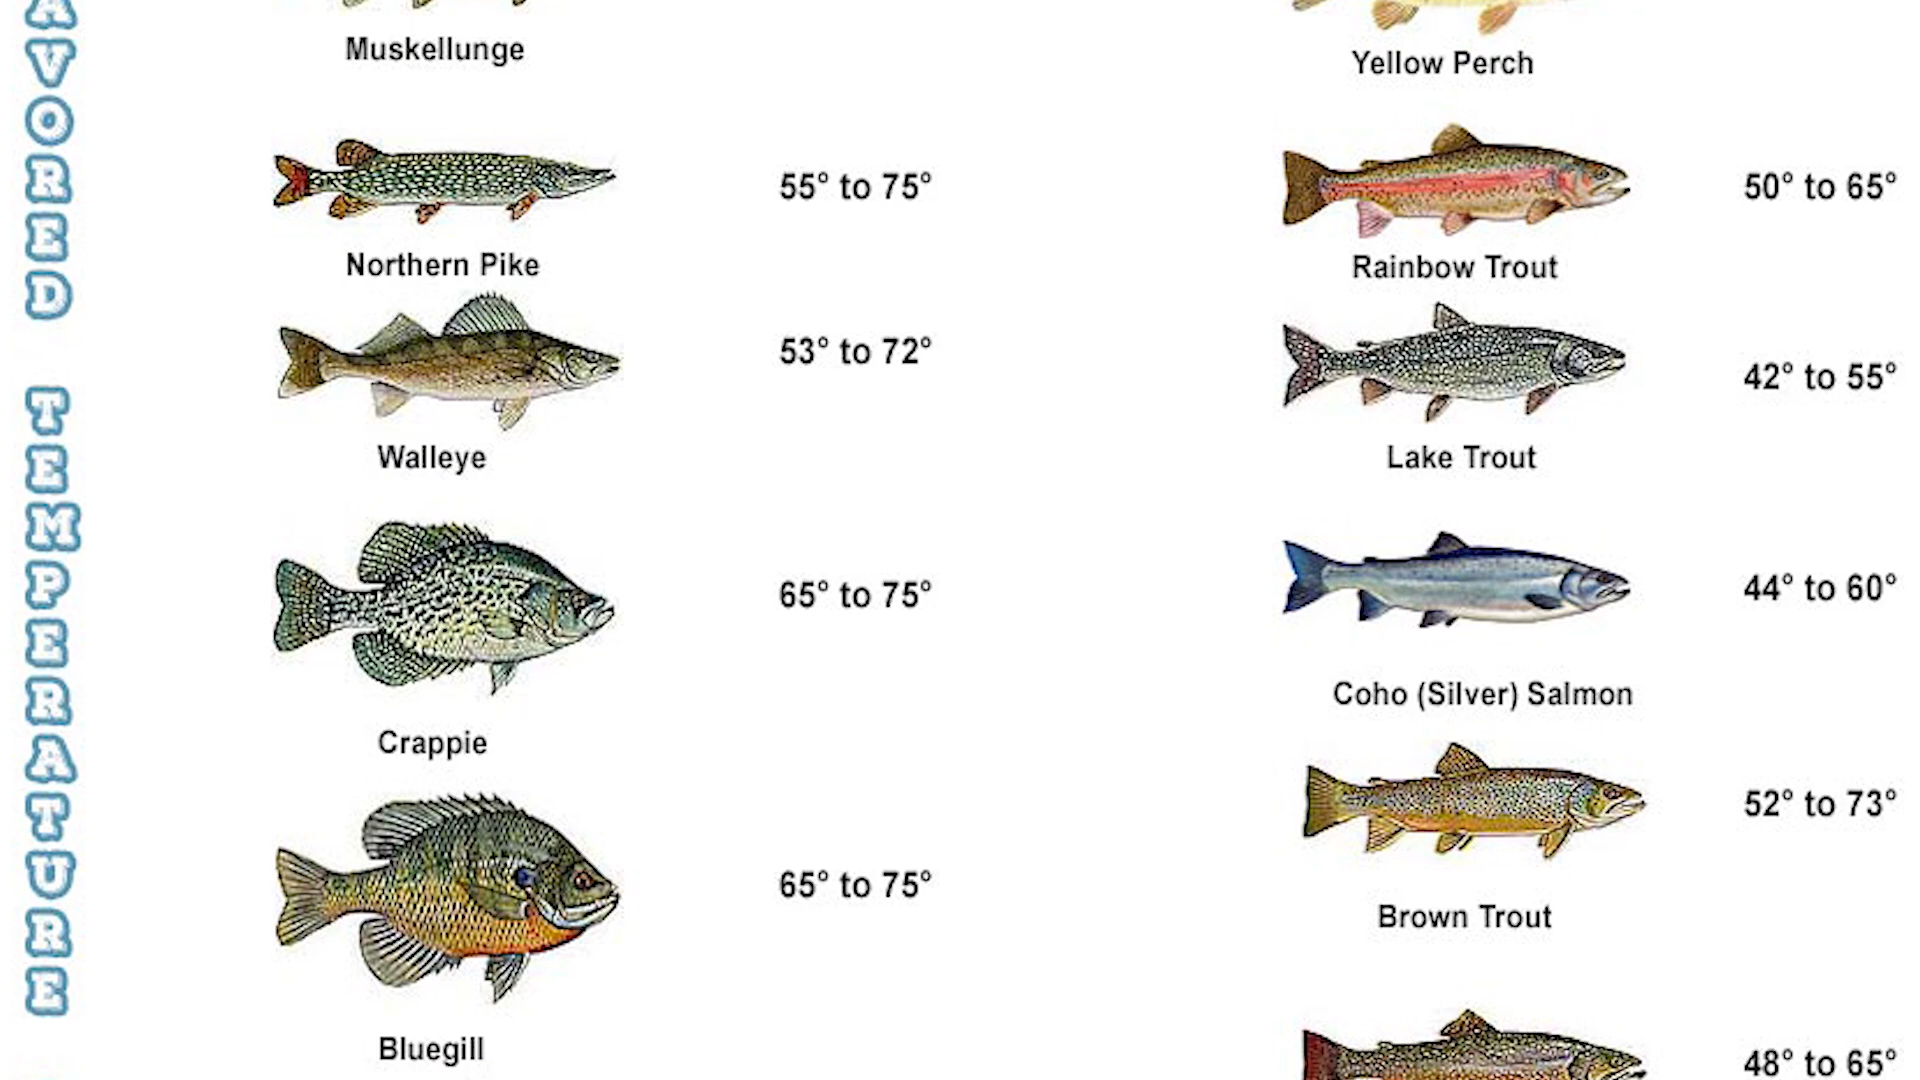 AVORED TEMPERATURE
Muskellunge
Northern Pike
55° to 75°
Walleye
53° to 72°
Crappie
65° to 75°
Bluegill
65° to 75°
Yellow Perch
Rainbow Trout
50° to 65°
Lake Trout
42° to 55°
Coho (Silver) Salmon
44° to 60°
Brown Trout
52° to 73°
48° to 65°